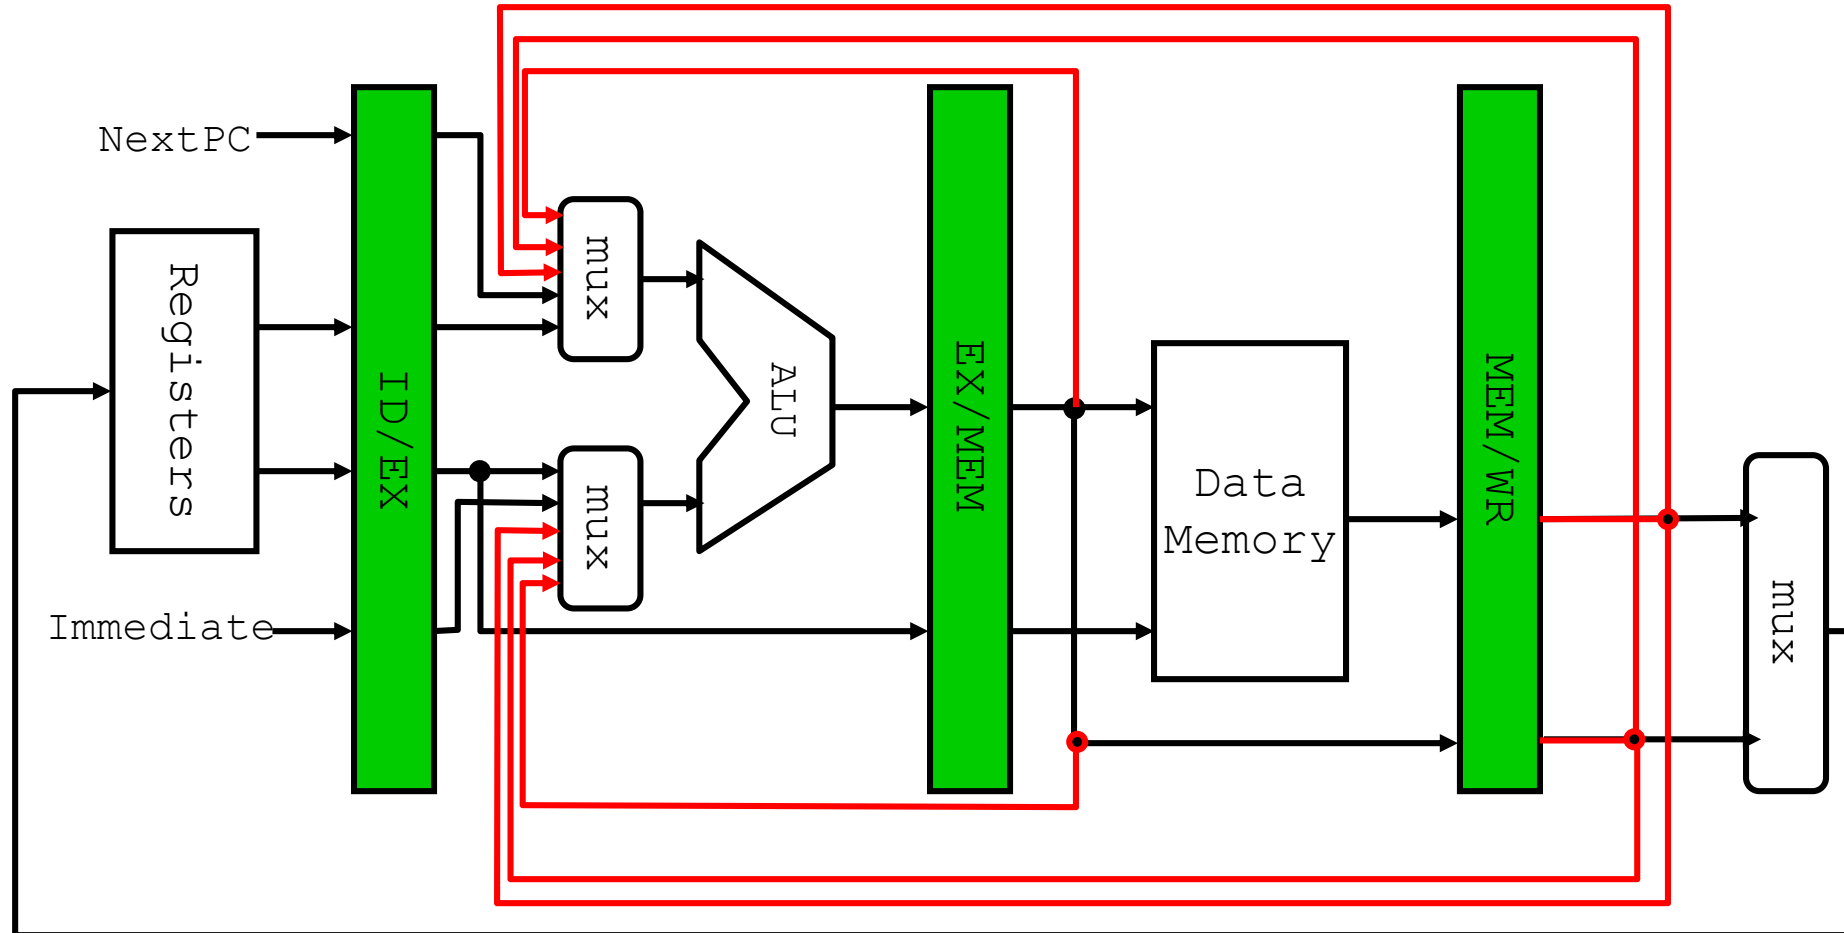 NextPC
Registers
Immediate
ID/EX
mux
mux
ALU
EX/MEM
Data
Memory
MEM/WR
mux